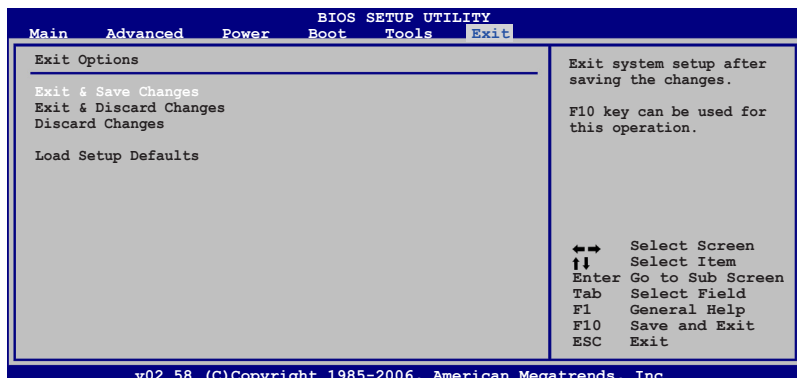 BIOS SETUP UTILITY
Main Advanced Power Boot Tools Exit
Exit Options
Exit & Save Changes
Exit & Discard Changes
Discard Changes
Load Setup Defaults
Exit system setup after
saving the changes.
F10 key can be used for
this operation.
←→ Select Screen
↑↓ Select Item
Enter Go to Sub Screen
Tab Select Field
F1 General Help
F10 Save and Exit
ESC Exit
v02.58 (C)Copyright 1985-2006, American Megatrends, Inc.